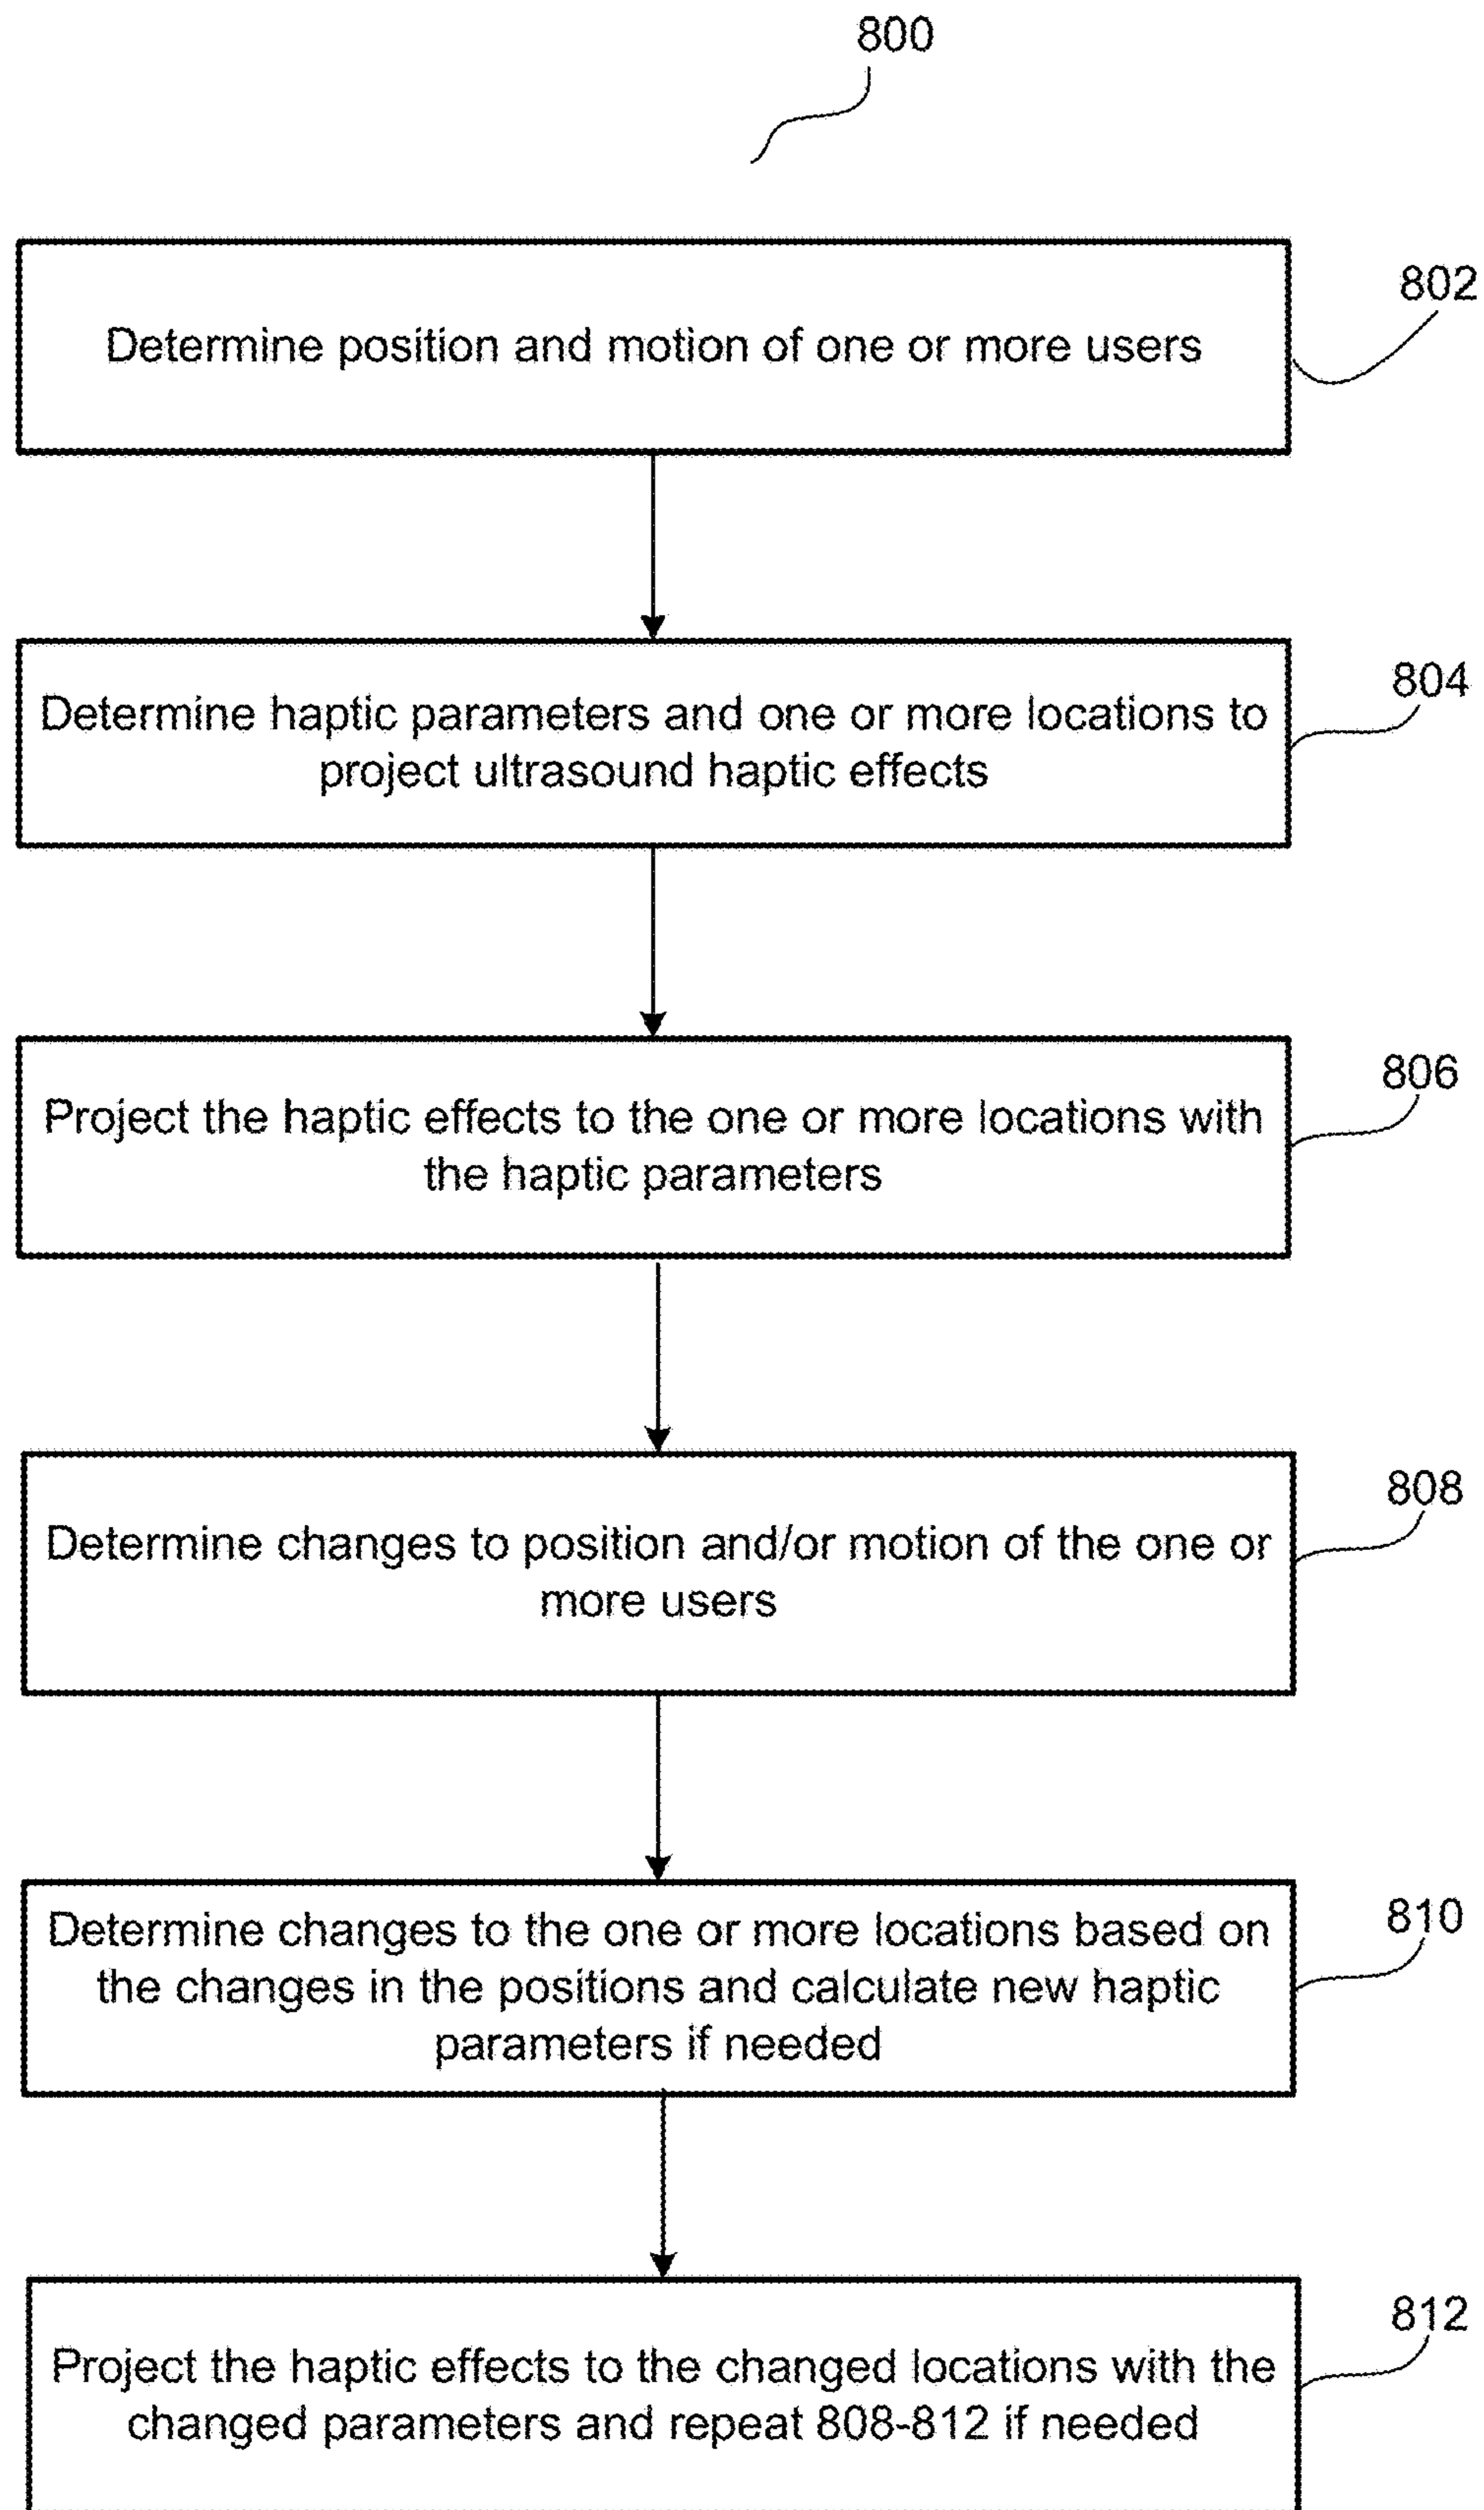 800
802
Determine position and motion of one or more users
804
Determine haptic parameters and one or more locations to
project ultrasound haptic effects
806
Project the haptic effects to the one or more locations with
the haptic parameters
808
Determine changes to position and/or motion of the one or
more users
810
Determine changes to the one or more locations based on
the changes in the positions and calculate new haptic
parameters if needed
812
Project the haptic effects to the changed locations with the
changed parameters and repeat 808-812 if needed